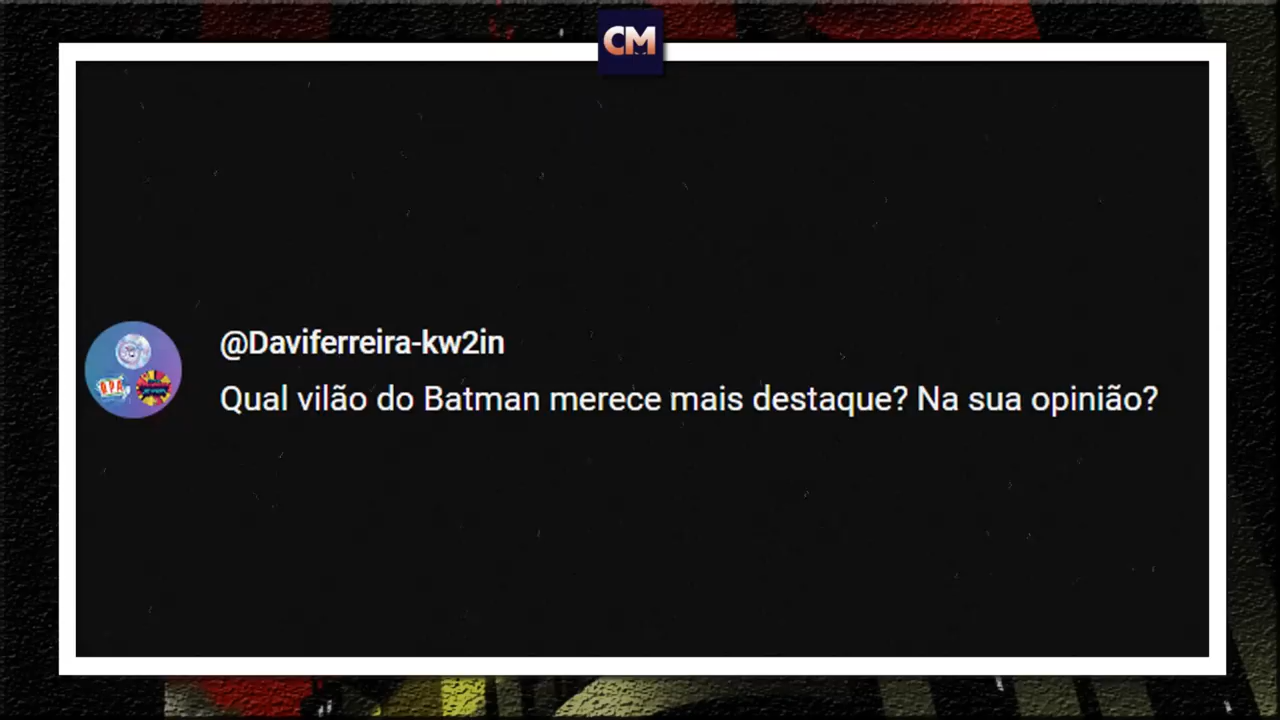 CM
@Daviferreira-kw2in
Qual vilão do Batman merece mais destaque? Na sua opinião?